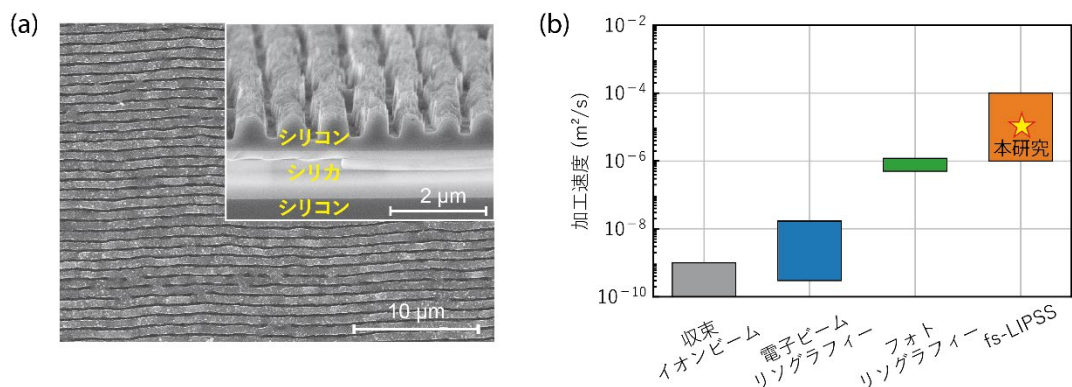 (a)
シリコン
シリカ
シリコン
2 μm
10 μm
(b)
加工速度 (m²/s)
10⁻²
10⁻⁴
10⁻⁶
10⁻⁸
10⁻¹⁰
本研究
収束
イオンビーム
電子ビーム
リソグラフィー
フォト
リソグラフィー
fs-LIPSS